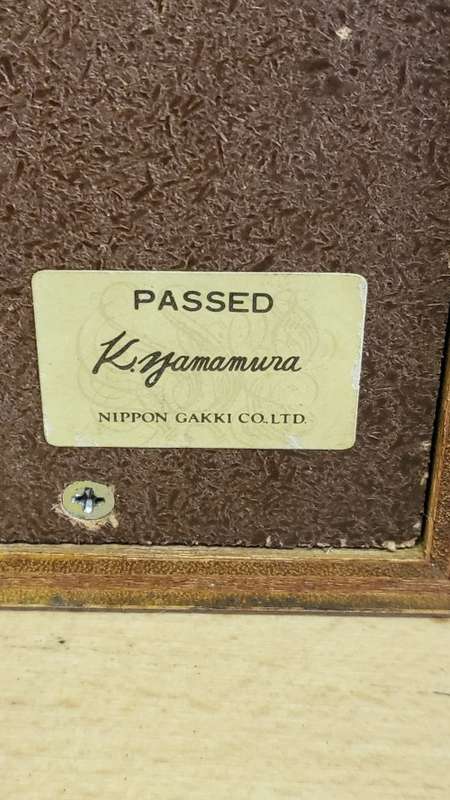 PASSED
K. Yamamura
NIPPON GAKKI CO.,LTD.